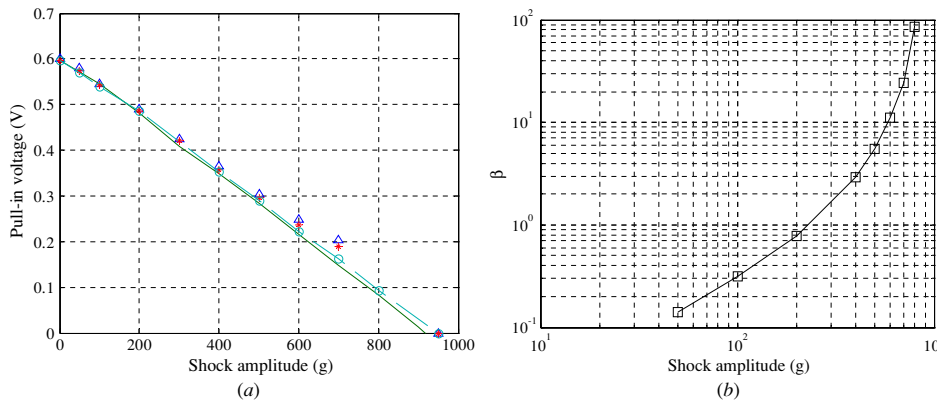 0.7
0.6
0.5
0.4
0.3
0.2
0.1
0
Pull-in voltage (V)
0 200 400 600 800 1000
Shock amplitude (g)
(a)
10^2
10^1
10^0
10^-1
β
10^1 10^2 10
Shock amplitude (g)
(b)